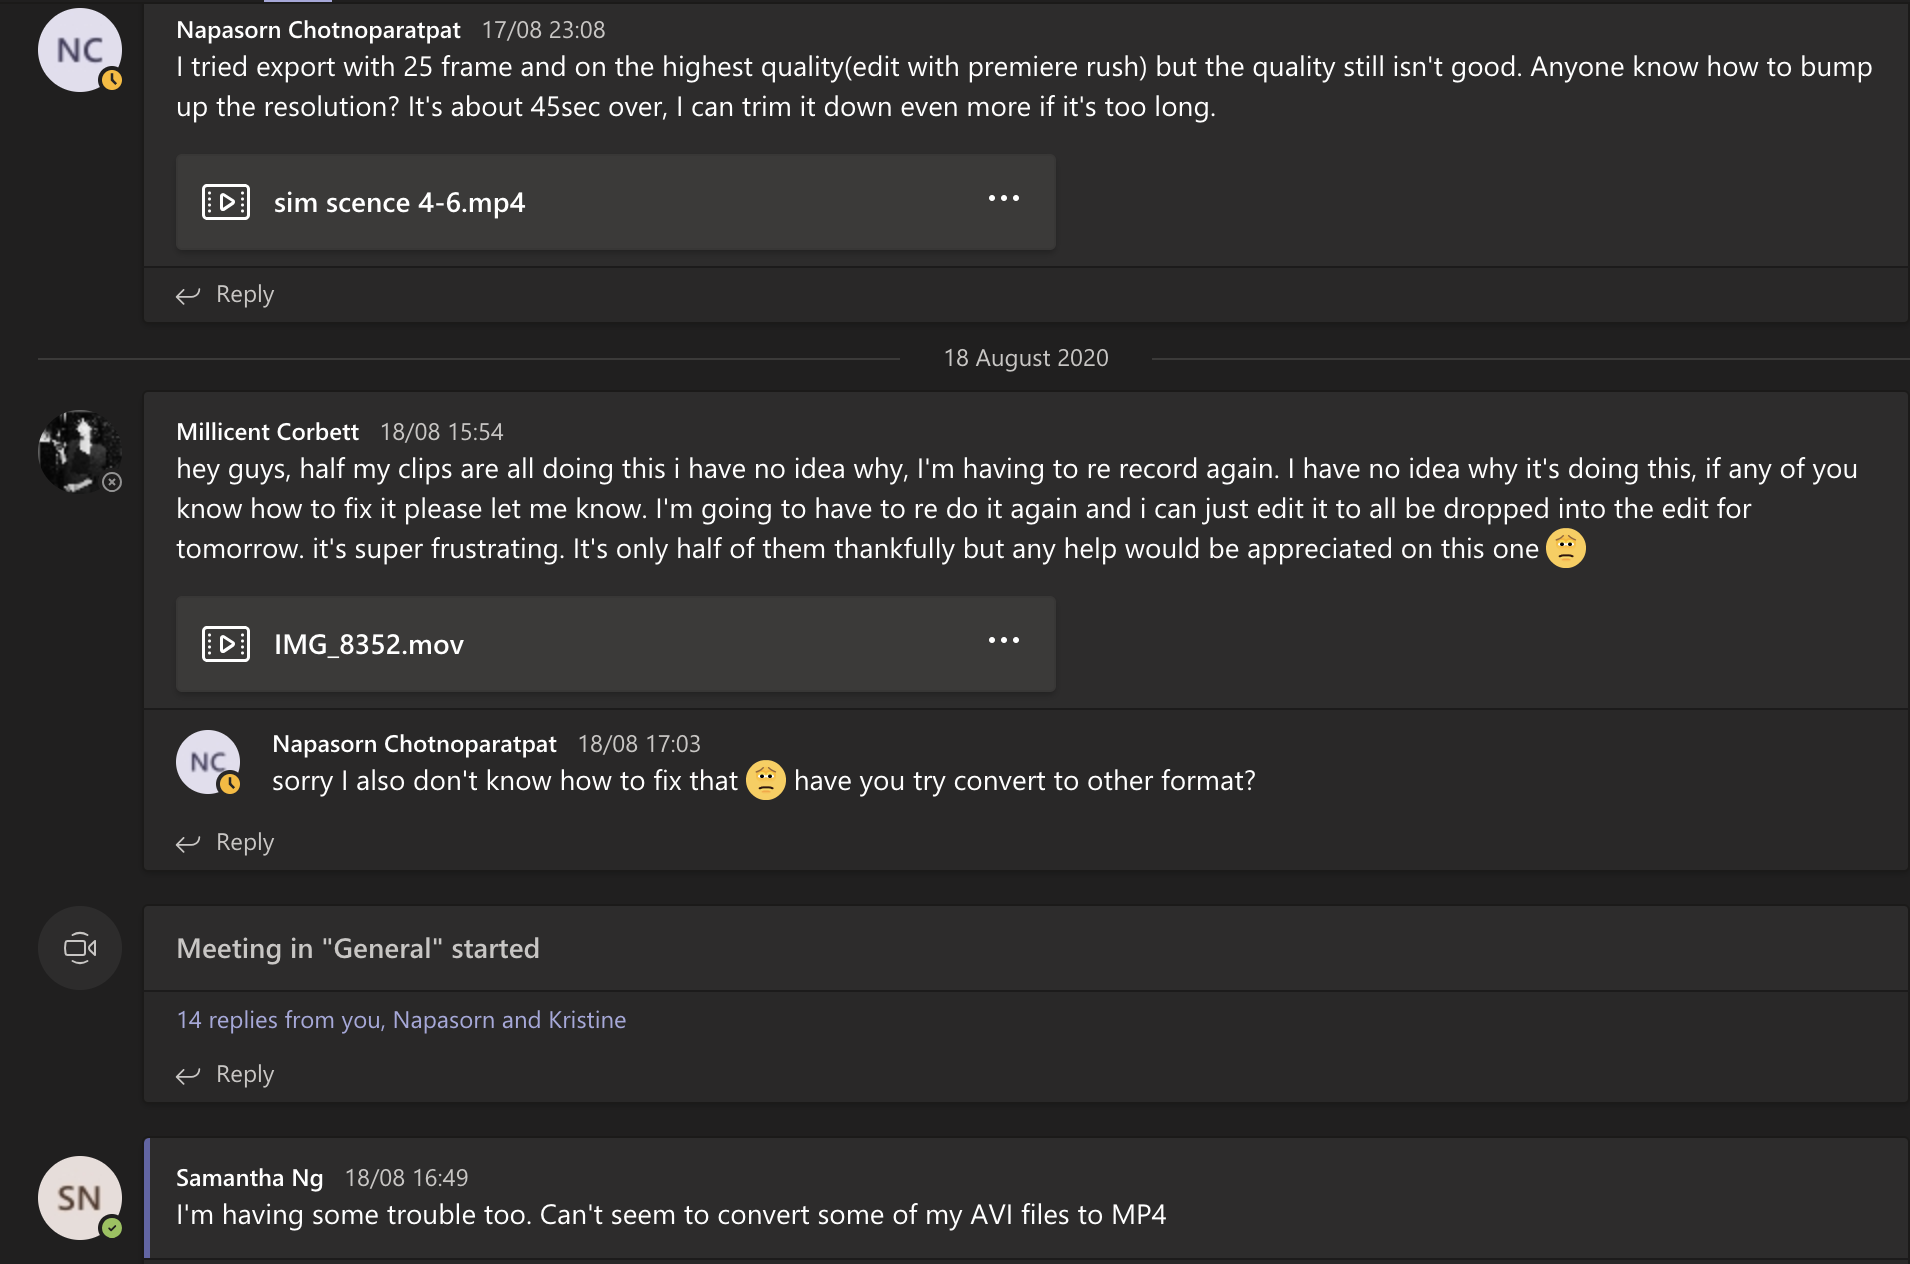 NC
Napasorn Chotnoparatpat 17/08 23:08
I tried export with 25 frame and on the highest quality(edit with premiere rush) but the quality still isn't good. Anyone know how to bump
up the resolution? It's about 45sec over, I can trim it down even more if it's too long.
sim scence 4-6.mp4
Reply
18 August 2020
Millicent Corbett 18/08 15:54
hey guys, half my clips are all doing this i have no idea why, I'm having to re record again. I have no idea why it's doing this, if any of you
know how to fix it please let me know. I'm going to have to re do it again and i can just edit it to all be dropped into the edit for
tomorrow. it's super frustrating. It's only half of them thankfully but any help would be appreciated on this one
IMG_8352.mov
NC
Napasorn Chotnoparatpat 18/08 17:03
sorry I also don't know how to fix that have you try convert to other format?
Reply
Meeting in "General" started
14 replies from you, Napasorn and Kristine
Reply
SN
Samantha Ng 18/08 16:49
I'm having some trouble too. Can't seem to convert some of my AVI files to MP4